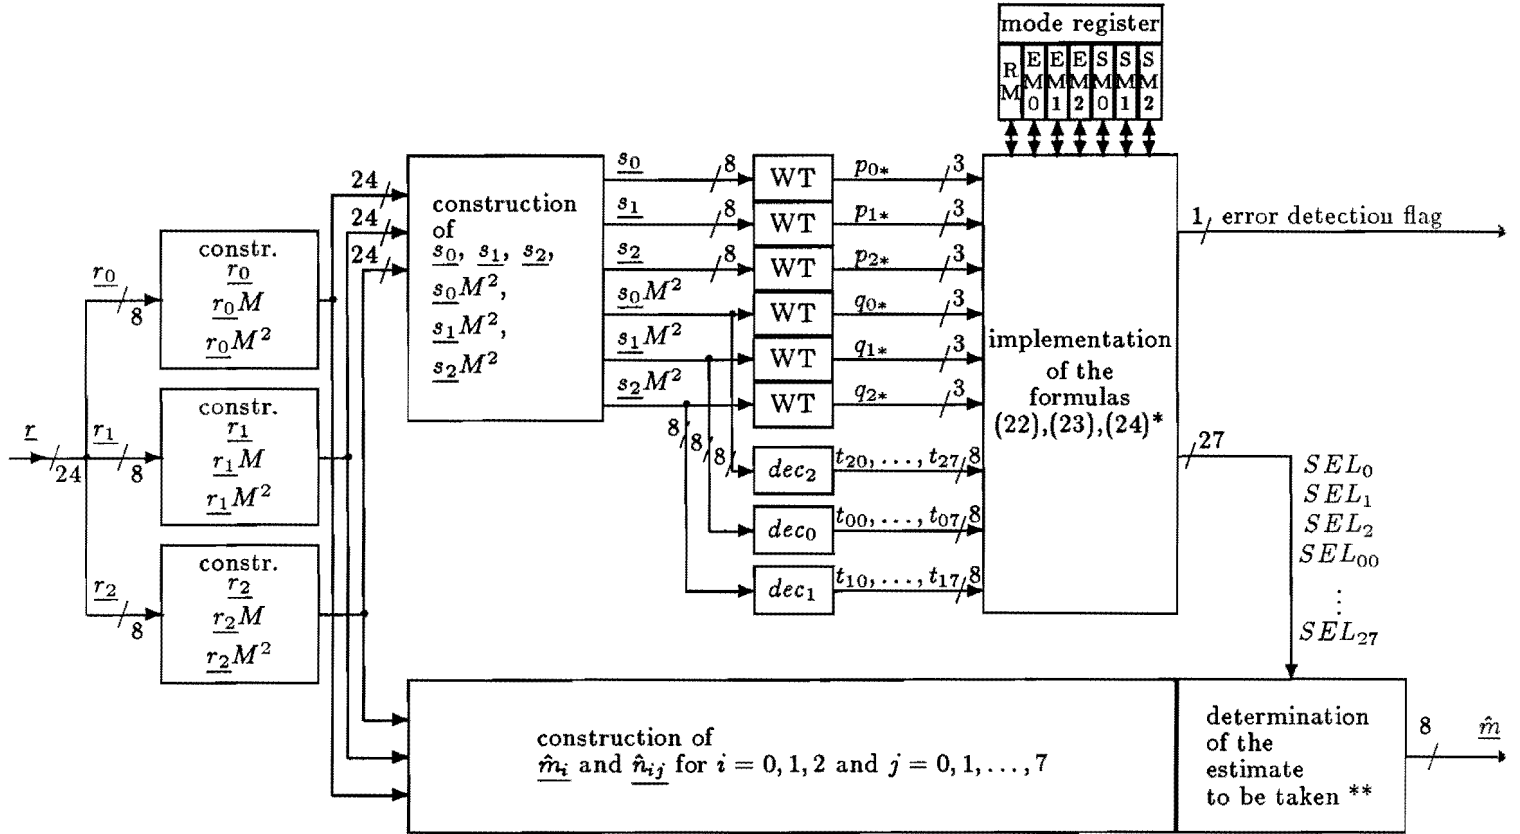 mode register
R M
E M 0
E M 1
E M 2
S M 0
S M 1
S M 2
r
24
r₀
8
r₁
8
r₂
8
constr.
r₀
r₀M
r₀M²
constr.
r₁
r₁M
r₁M²
constr.
r₂
r₂M
r₂M²
24
24
24
construction
of
s₀, s₁, s₂,
s₀M²,
s₁M²,
s₂M²
s₀
8
s₁
8
s₂
8
s₀M²
s₁M²
s₂M²
8
8
8
WT
WT
WT
WT
WT
WT
dec₂
dec₀
dec₁
p₀*
3
p₁*
3
p₂*
3
q₀*
3
q₁*
3
q₂*
3
t₂₀, . . . , t₂₇
8
t₀₀, . . . , t₀₇
8
t₁₀, . . . , t₁₇
8
implementation
of the
formulas
(22),(23),(24)*
1
error detection flag
27
SEL₀
SEL₁
SEL₂
SEL₀₀
⋮
SEL₂₇
construction of
m̂ᵢ and n̂ᵢⱼ for i = 0, 1, 2 and j = 0, 1, . . . , 7
determination
of the
estimate
to be taken **
8
m̂